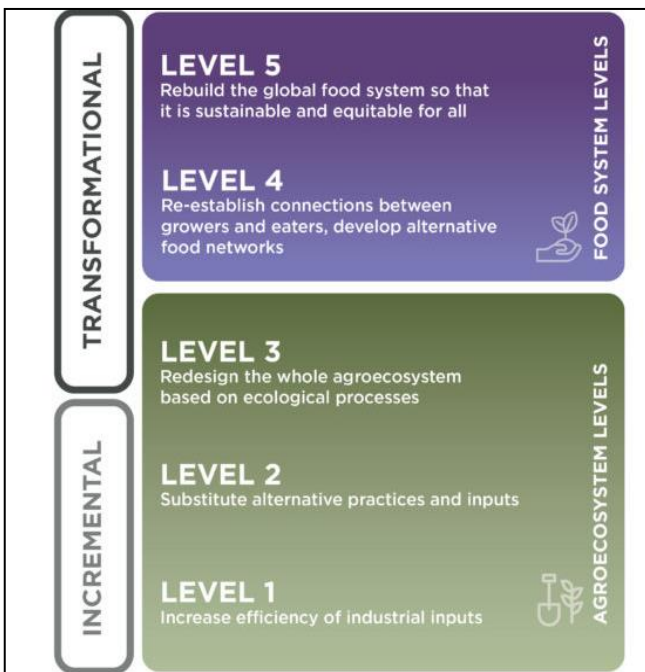 TRANSFORMATIONAL
INCREMENTAL
LEVEL 5
Rebuild the global food system so that
it is sustainable and equitable for all
LEVEL 4
Re-establish connections between
growers and eaters, develop alternative
food networks
FOOD SYSTEM LEVELS
LEVEL 3
Redesign the whole agroecosystem
based on ecological processes
LEVEL 2
Substitute alternative practices and inputs
LEVEL 1
Increase efficiency of industrial inputs
AGROECOSYSTEM LEVELS